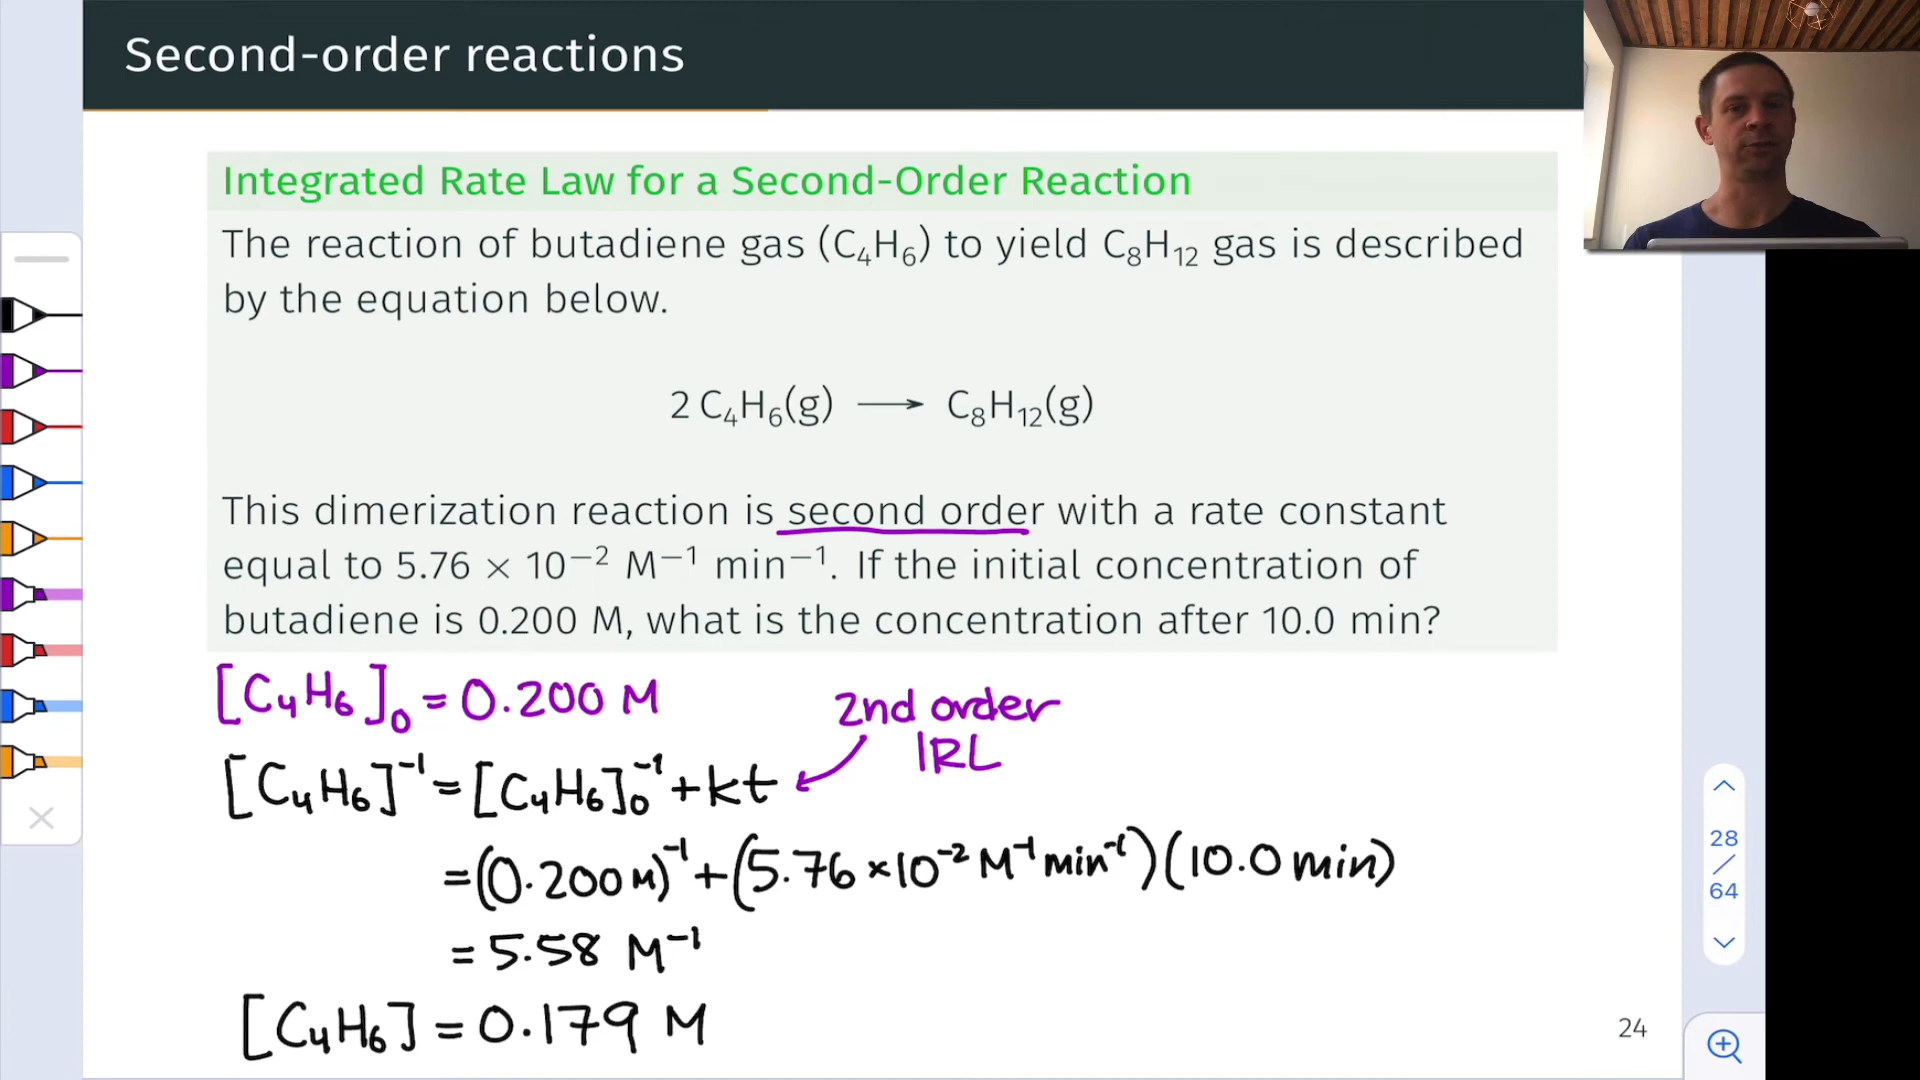 Second-order reactions
Integrated Rate Law for a Second-Order Reaction
The reaction of butadiene gas (C₄H₆) to yield C₈H₁₂ gas is described
by the equation below.
2 C₄H₆(g) ⟶ C₈H₁₂(g)
This dimerization reaction is second order with a rate constant
equal to 5.76 × 10⁻² M⁻¹ min⁻¹. If the initial concentration of
butadiene is 0.200 M, what is the concentration after 10.0 min?
[C₄H₆]₀ = 0.200 M
2nd order
IRL
[C₄H₆]⁻¹ = [C₄H₆]₀⁻¹ + kt
= (0.200 M)⁻¹ + (5.76 × 10⁻² M⁻¹ min⁻¹)(10.0 min)
= 5.58 M⁻¹
[C₄H₆] = 0.179 M
28
/
64
24